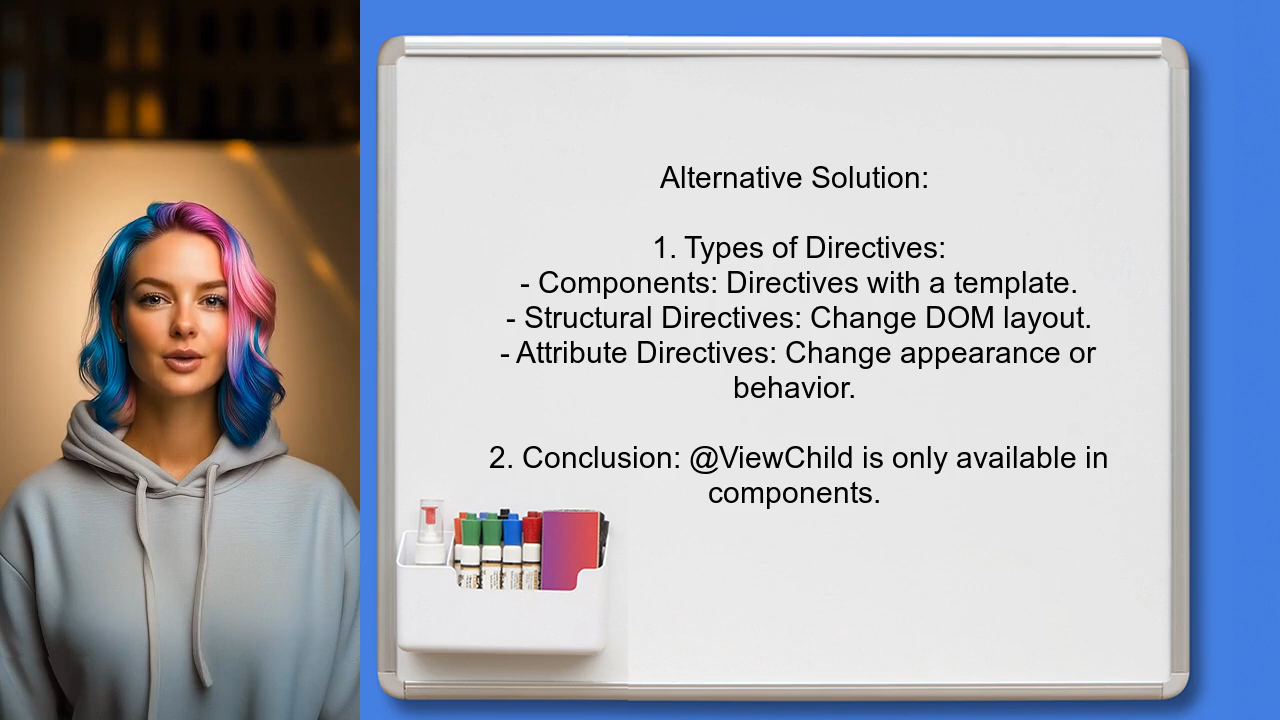 Alternative Solution:
1. Types of Directives:
- Components: Directives with a template.
- Structural Directives: Change DOM layout.
- Attribute Directives: Change appearance or
behavior.
2. Conclusion: @ViewChild is only available in
components.